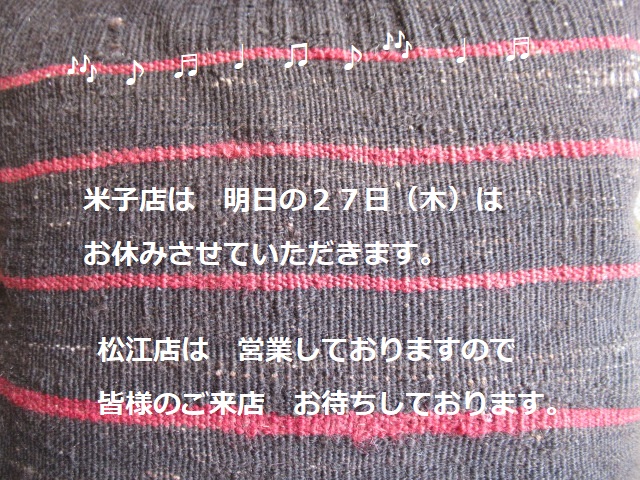 米子店は　明日の２７日（木）は
お休みさせていただきます。
松江店は　営業しておりますので
皆様のご来店　お待ちしております。